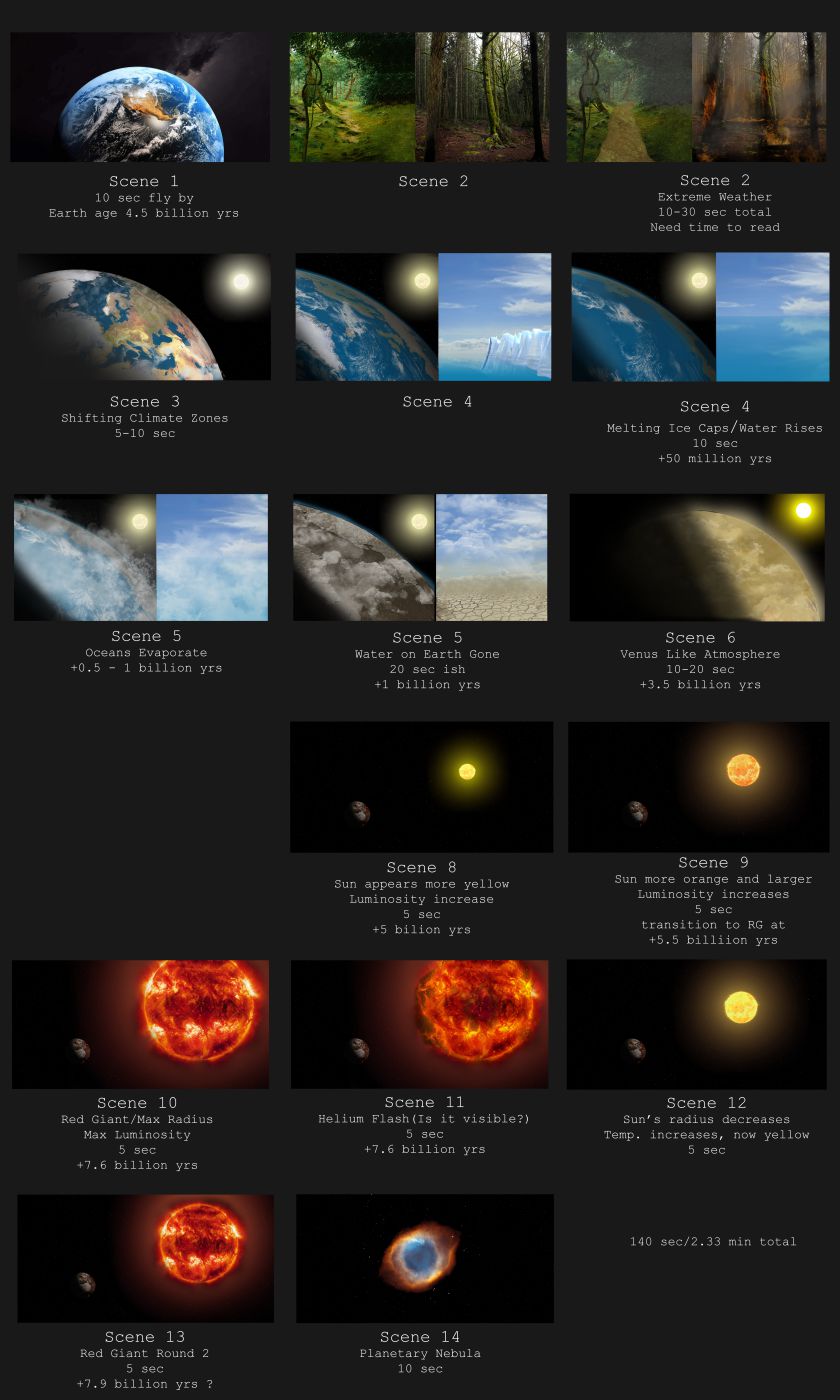 Scene 1
10 sec fly by
Earth age 4.5 billion yrs
Scene 2
Scene 2
Extreme Weather
10-30 sec total
Need time to read
Scene 3
Shifting Climate Zones
5-10 sec
Scene 4
Scene 4
Melting Ice Caps/Water Rises
10 sec
+50 million yrs
Scene 5
Oceans Evaporate
+0.5 - 1 billion yrs
Scene 5
Water on Earth Gone
20 sec ish
+1 billion yrs
Scene 6
Venus Like Atmosphere
10-20 sec
+3.5 billion yrs
Scene 8
Sun appears more yellow
Luminosity increase
5 sec
+5 bilion yrs
Scene 9
Sun more orange and larger
Luminosity increases
5 sec
transition to RG at
+5.5 billiion yrs
Scene 10
Red Giant/Max Radius
Max Luminosity
5 sec
+7.6 billion yrs
Scene 11
Helium Flash(Is it visible?)
5 sec
+7.6 billion yrs
Scene 12
Sun's radius decreases
Temp. increases, now yellow
5 sec
Scene 13
Red Giant Round 2
5 sec
+7.9 billion yrs ?
Scene 14
Planetary Nebula
10 sec
140 sec/2.33 min total